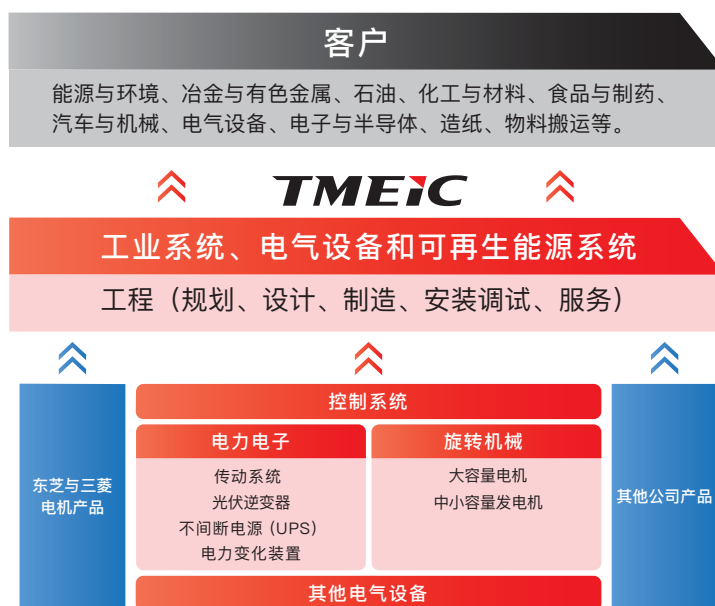 客户
能源与环境、冶金与有色金属、石油、化工与材料、食品与制药、
汽车与机械、电气设备、电子与半导体、造纸、物料搬运等。
TMEiC
工业系统、电气设备和可再生能源系统
工程（规划、设计、制造、安装调试、服务）
控制系统
电力电子
旋转机械
传动系统
光伏逆变器
不间断电源 (UPS)
电力变化装置
大容量电机
中小容量发电机
东芝与三菱
电机产品
其他公司产品
其他电气设备